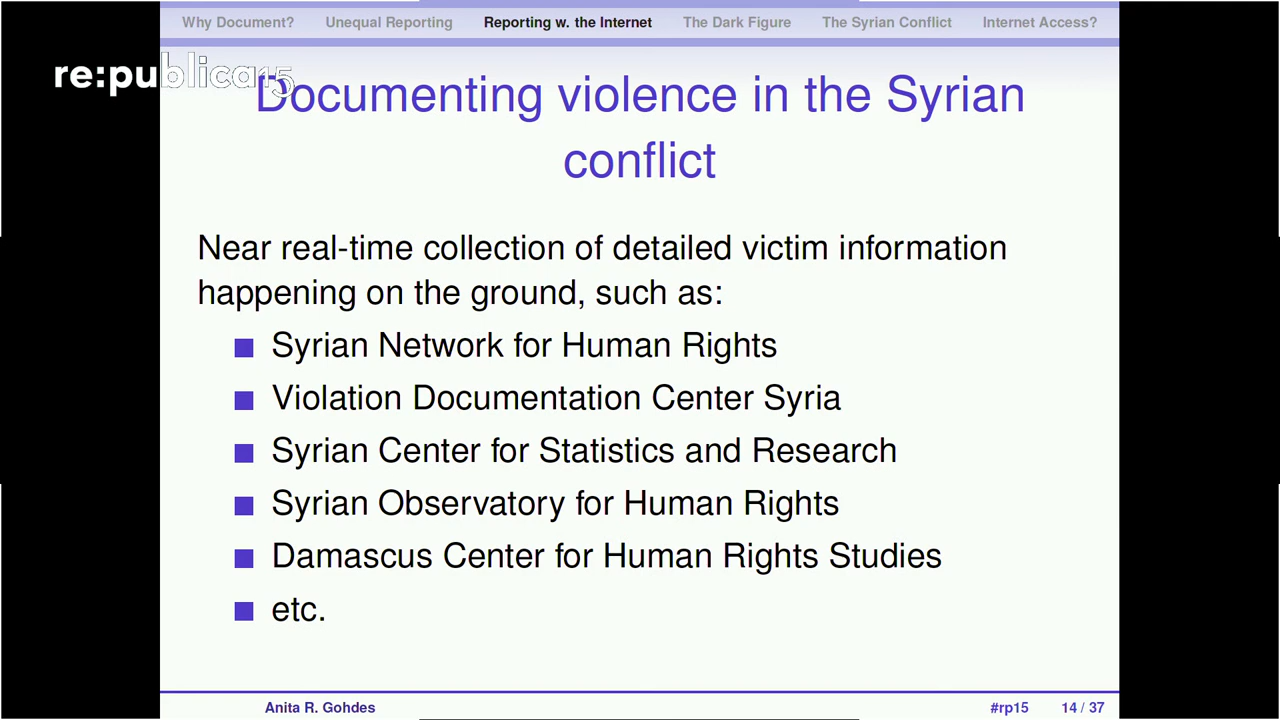 Why Document? Unequal Reporting Reporting w. the Internet The Dark Figure The Syrian Conflict Internet Access?
re:publica15
Documenting violence in the Syrian
conflict
Near real-time collection of detailed victim information
happening on the ground, such as:
Syrian Network for Human Rights
Violation Documentation Center Syria
Syrian Center for Statistics and Research
Syrian Observatory for Human Rights
Damascus Center for Human Rights Studies
etc.
Anita R. Gohdes #rp15 14 / 37